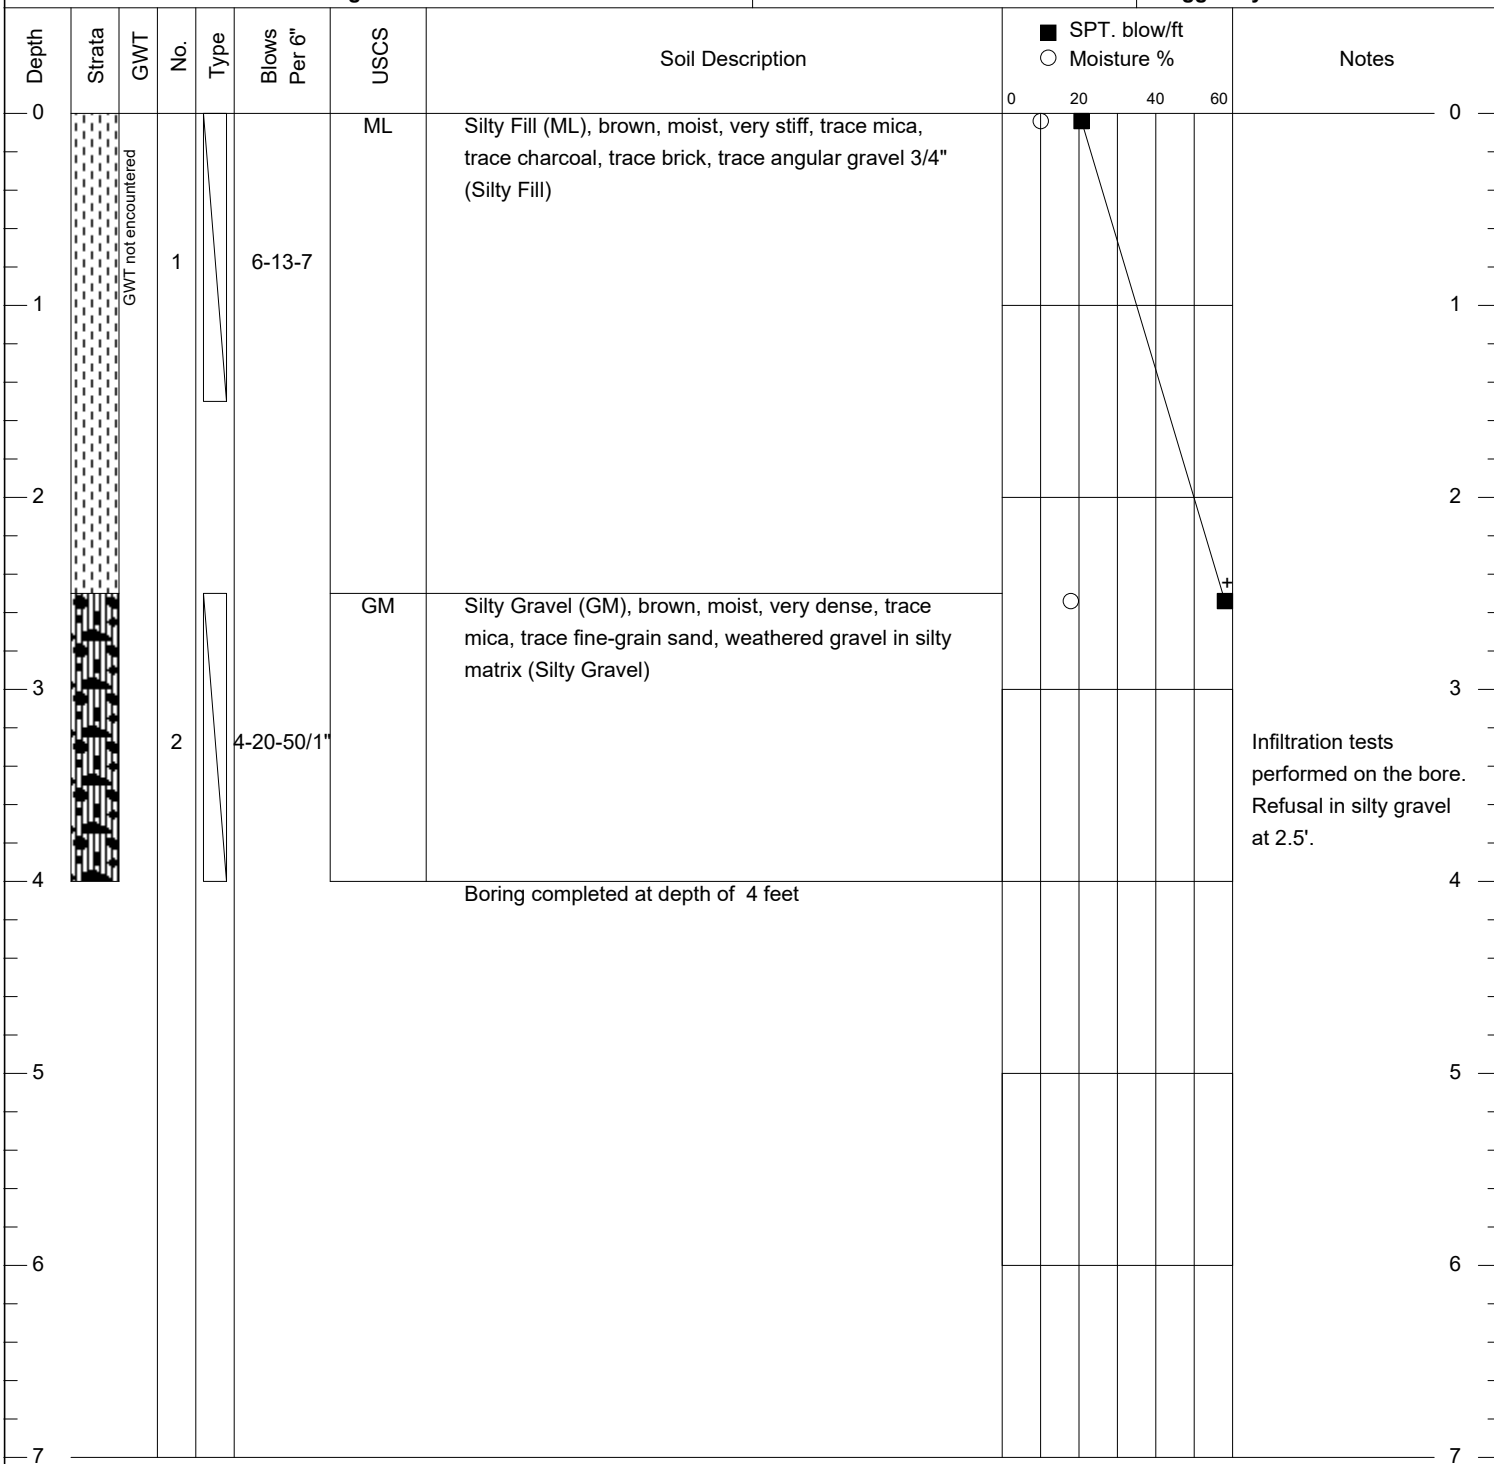 Depth
Strata
GWT
No.
Type
Blows
Per 6"
USCS
Soil Description
SPT. blow/ft
Moisture %
0 20 40 60
Notes
0
0
ML
Silty Fill (ML), brown, moist, very stiff, trace mica,
trace charcoal, trace brick, trace angular gravel 3/4"
(Silty Fill)
GWT not encountered
1
6-13-7
1
1
2
2
+
GM
Silty Gravel (GM), brown, moist, very dense, trace
mica, trace fine-grain sand, weathered gravel in silty
matrix (Silty Gravel)
3
3
2
4-20-50/1"
Infiltration tests
performed on the bore.
Refusal in silty gravel
at 2.5'.
4
4
Boring completed at depth of  4 feet
5
5
6
6
7
7